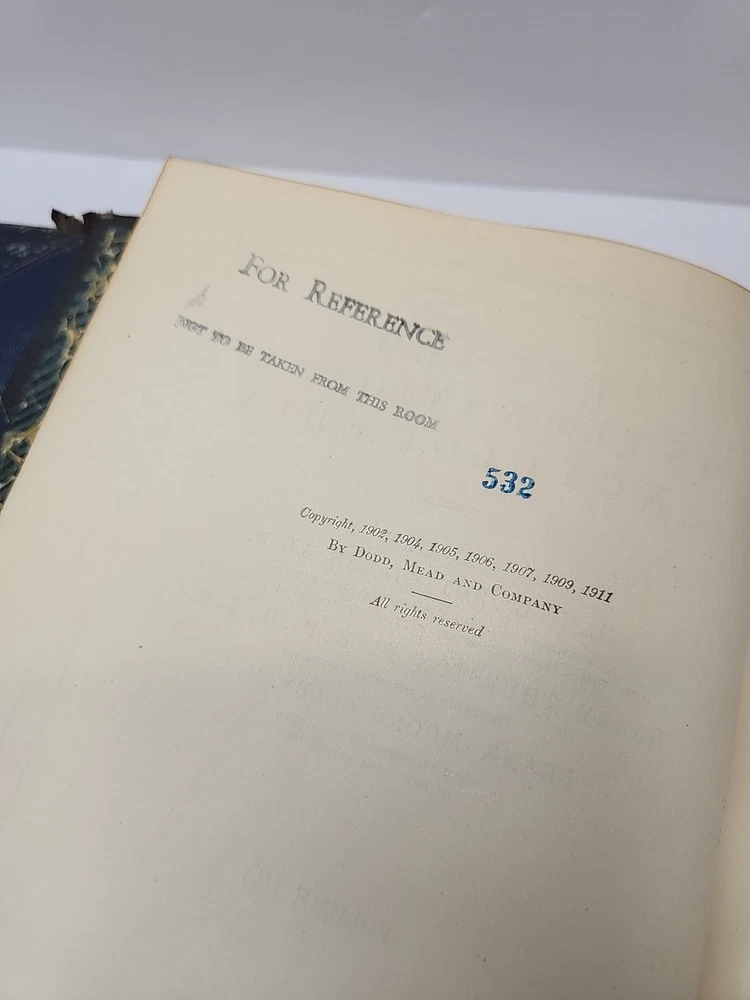 FOR REFERENCE
NOT TO BE TAKEN FROM THIS ROOM
532
Copyright, 1902, 1904, 1905, 1906, 1907, 1909, 1911
BY DODD, MEAD AND COMPANY
All rights reserved